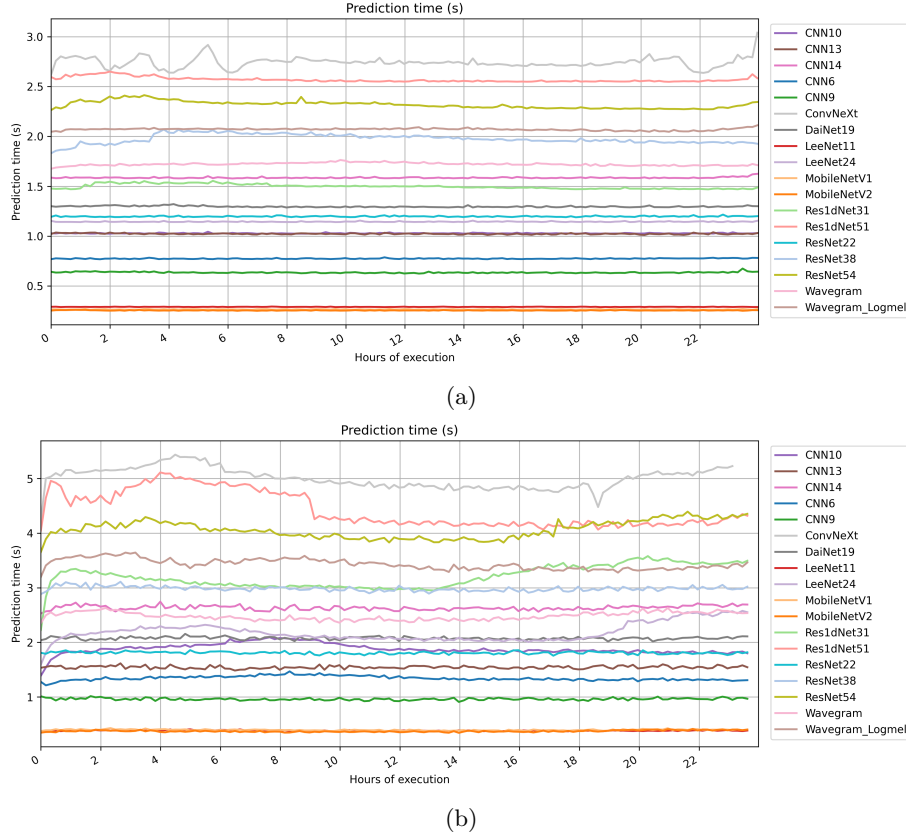 Prediction time (s)
Prediction time (s)
3.0
2.5
2.0
1.5
1.0
0.5
0
2
4
6
8
10
12
14
16
18
20
22
Hours of execution
CNN10
CNN13
CNN14
CNN6
CNN9
ConvNeXt
DaiNet19
LeeNet11
LeeNet24
MobileNetV1
MobileNetV2
Res1dNet31
Res1dNet51
ResNet22
ResNet38
ResNet54
Wavegram
Wavegram_Logmel
(a)
Prediction time (s)
Prediction time (s)
5
4
3
2
1
0
2
4
6
8
10
12
14
16
18
20
22
Hours of execution
CNN10
CNN13
CNN14
CNN6
CNN9
ConvNeXt
DaiNet19
LeeNet11
LeeNet24
MobileNetV1
MobileNetV2
Res1dNet31
Res1dNet51
ResNet22
ResNet38
ResNet54
Wavegram
Wavegram_Logmel
(b)